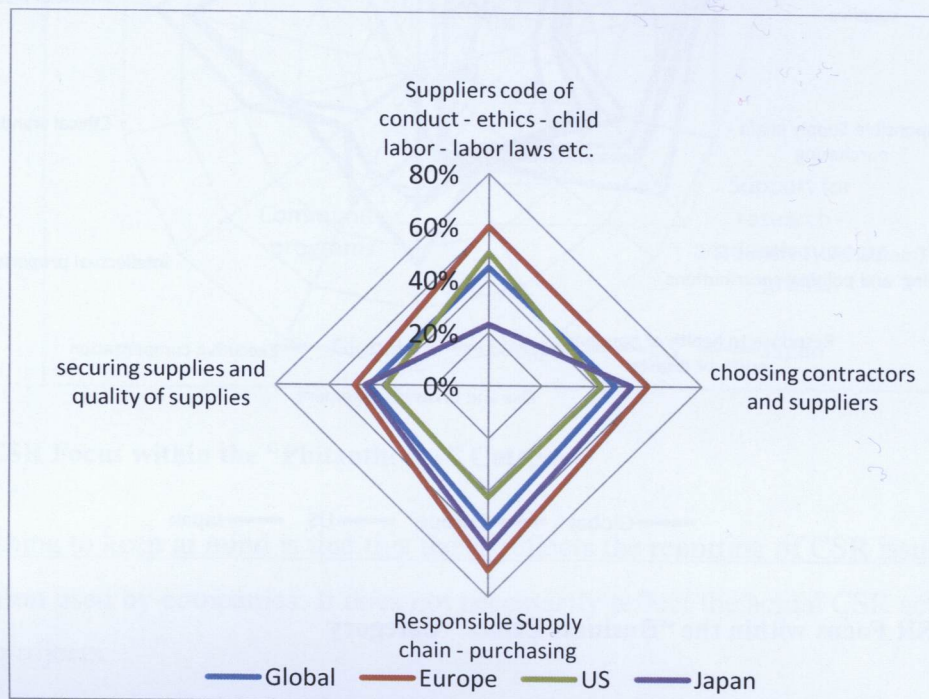 Suppliers code of
conduct - ethics - child
labor - labor laws etc.
80%
60%
40%
20%
0%
securing supplies and
quality of supplies
choosing contractors
and suppliers
Responsible Supply
chain - purchasing
Global Europe US Japan